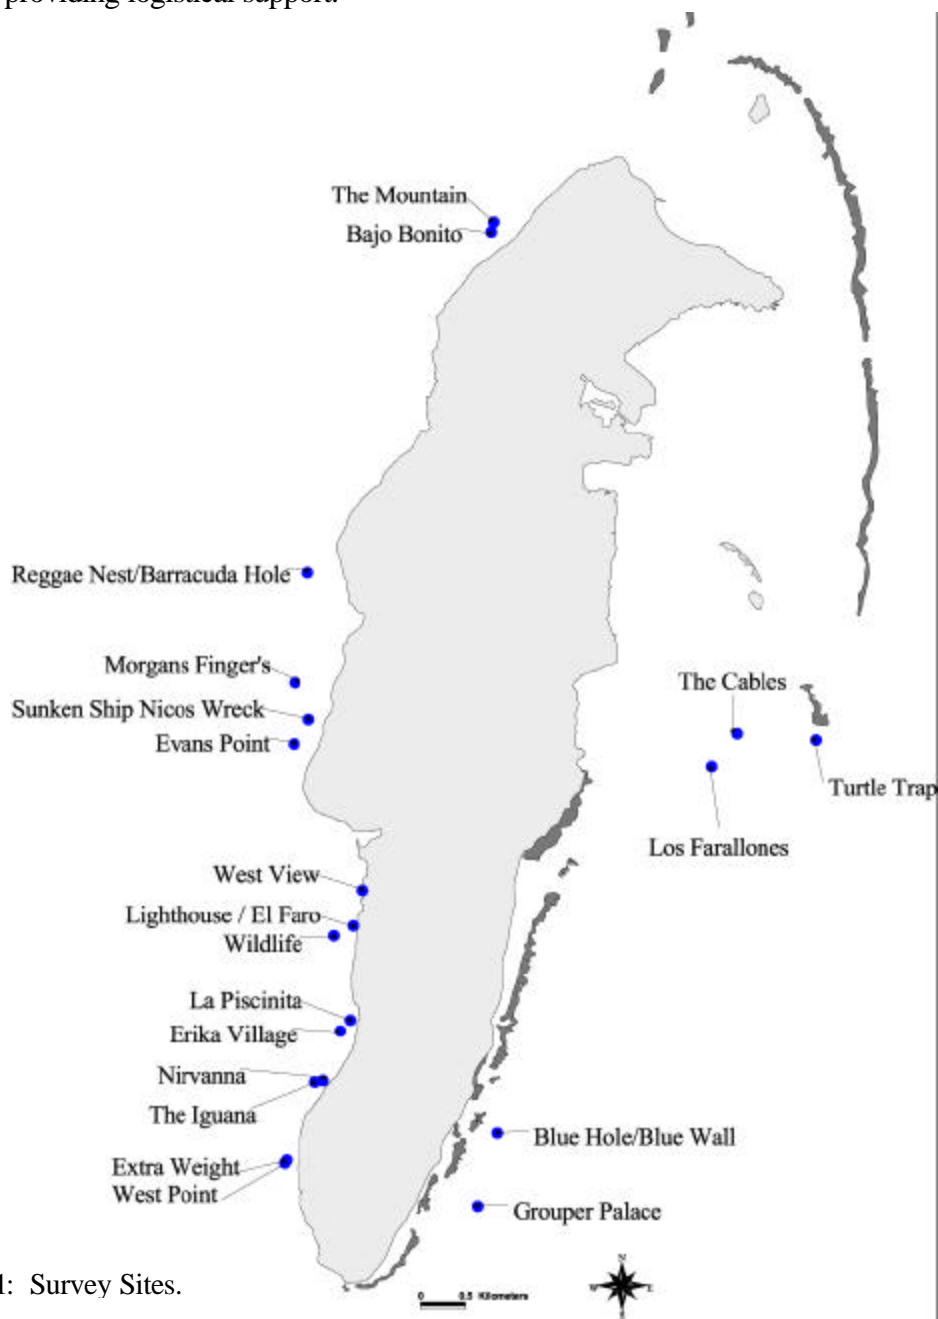 providing logistical support.
The Mountain
Bajo Bonito
Reggae Nest/Barracuda Hole
Morgans Finger's
The Cables
Sunken Ship Nicos Wreck
Evans Point
Turtle Trap
Los Farallones
West View
Lighthouse / El Faro
Wildlife
La Piscinita
Erika Village
Nirvanna
The Iguana
Blue Hole/Blue Wall
Extra Weight
West Point
Grouper Palace
N
W E
S
1: Survey Sites.
0 0.5 Kilometers